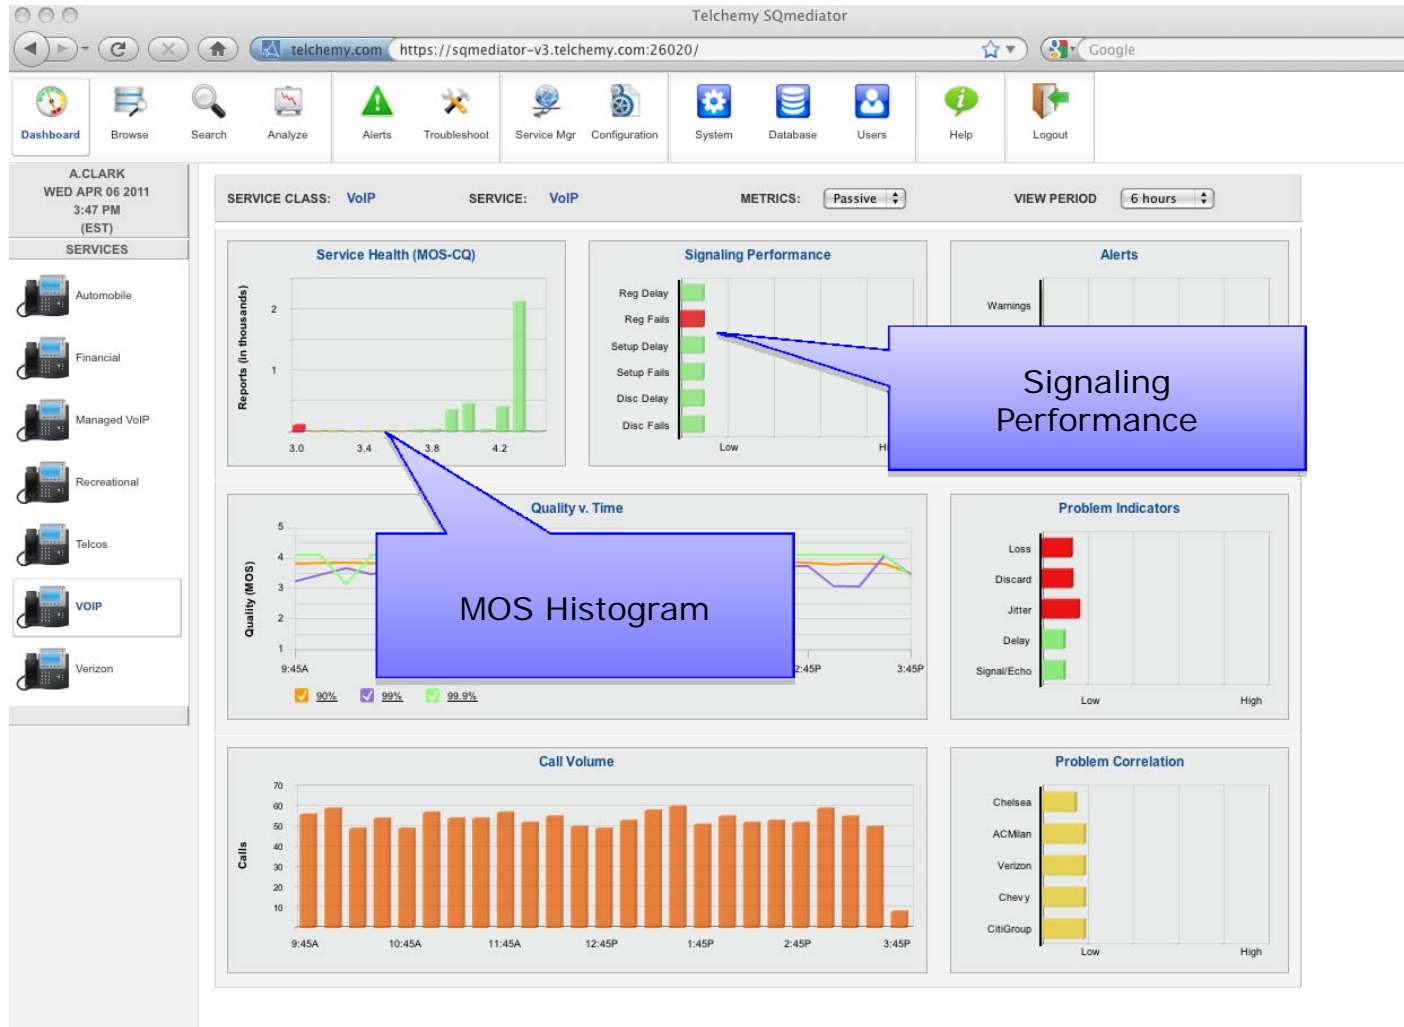 Telchemy SQmediator
telchemy.com https://sqmediator-v3.telchemy.com:26020/ Google
Dashboard Browse Search Analyze Alerts Troubleshoot Service Mgr Configuration System Database Users Help Logout
A.CLARK
WED APR 06 2011
3:47 PM
(EST)
SERVICES
Automobile
Financial
Managed VoIP
Recreational
Telcos
VOIP
Verizon
SERVICE CLASS: VoIP SERVICE: VoIP METRICS: Passive VIEW PERIOD 6 hours
Service Health (MOS-CQ)
Reports (in thousands)
2
1
3.0 3.4 3.8 4.2
Signaling Performance
Reg Delay
Reg Fails
Setup Delay
Setup Fails
Disc Delay
Disc Fails
Low
Alerts
Warnings
Signaling
Performance
Quality v. Time
Quality (MOS)
5
4
3
2
1
9:45A 2:45P 3:45P
90% 99% 99.9%
MOS Histogram
Problem Indicators
Loss
Discard
Jitter
Delay
Signal/Echo
Low High
Call Volume
Calls
70
60
50
40
30
20
10
9:45A 10:45A 11:45A 12:45P 1:45P 2:45P 3:45P
Problem Correlation
Chelsea
ACMilan
Verizon
Chevy
CitiGroup
Low High